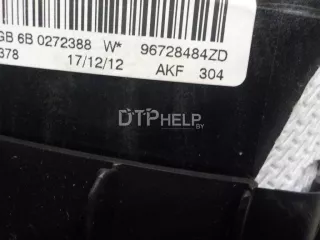 GB 6B 0272388 W* 96728484ZD
378 17/12/12 AKF 304
DTPHELP.BY